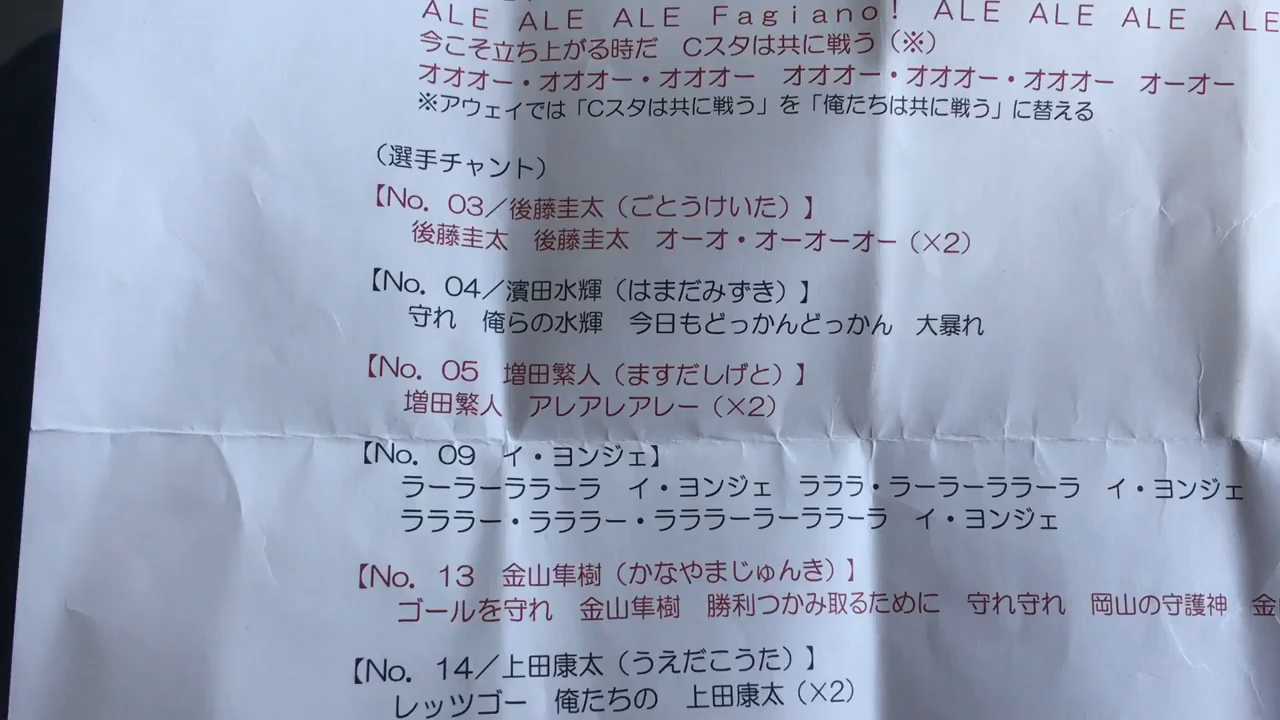 ALE ALE ALE Fagiano! ALE ALE ALE ALE
今こそ立ち上がる時だ Cスタは共に戦う（※）
オオオー・オオオー・オオオー オオオー・オオオー・オオオー オーオー
※アウェイでは「Cスタは共に戦う」を「俺たちは共に戦う」に替える
（選手チャント）
【No. 03／後藤圭太（ごとうけいた）】
後藤圭太 後藤圭太 オーオ・オーオーオー（×2）
【No. 04／濱田水輝（はまだみずき）】
守れ 俺らの水輝 今日もどっかんどっかん 大暴れ
【No. 05 増田繁人（ますだしげと）】
増田繁人 アレアレアレー（×2）
【No. 09 イ・ヨンジェ】
ラーラーララーラ イ・ヨンジェ ラララ・ラーラーララーラ イ・ヨンジェ
ラララー・ラララー・ラララーラーララーラ イ・ヨンジェ
【No. 13 金山隼樹（かなやまじゅんき）】
ゴールを守れ 金山隼樹 勝利つかみ取るために 守れ守れ 岡山の守護神 金
【No. 14／上田康太（うえだこうた）】
レッツゴー 俺たちの 上田康太（×2）